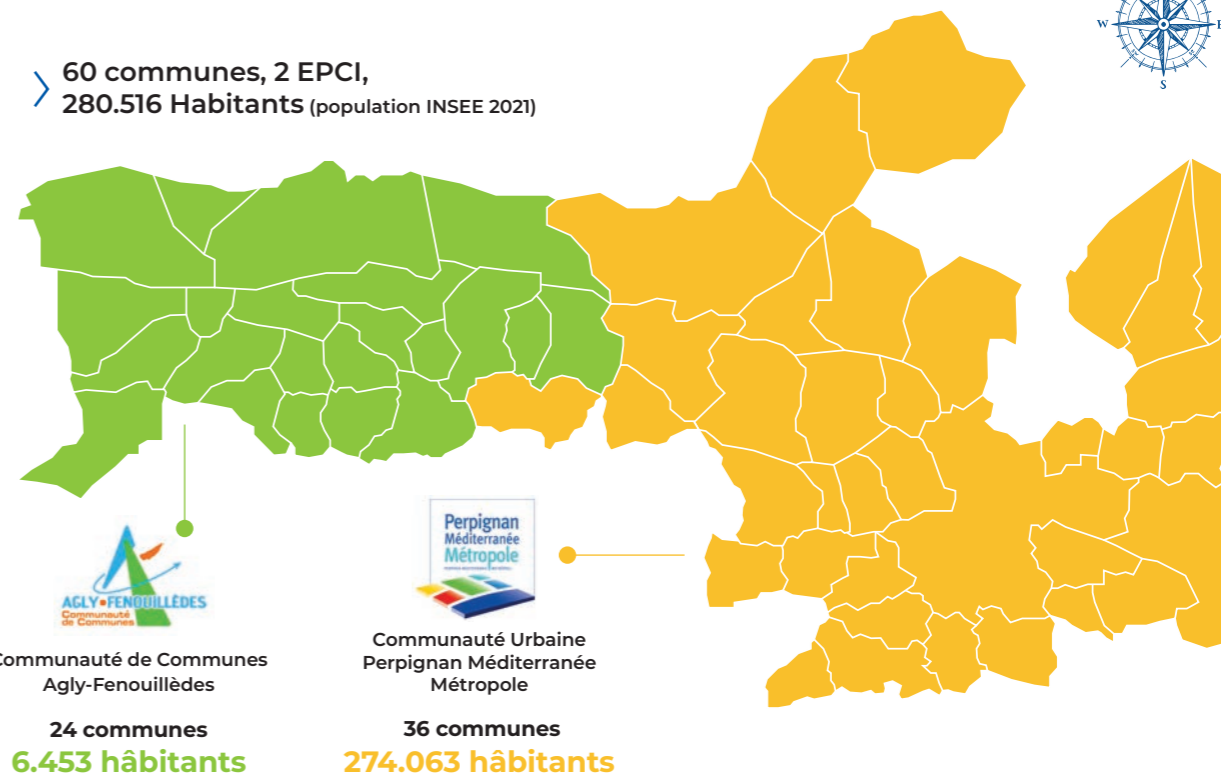 60 communes, 2 EPCI,
280.516 Habitants (population INSEE 2021)
W
E
S
AGLY•FENOUILLÈDES
Communauté
de Communes
Perpignan
Méditerranée
Métropole
Communauté de Communes
Agly-Fenouillèdes
24 communes
6.453 hâbitants
Communauté Urbaine
Perpignan Méditerranée
Métropole
36 communes
274.063 hâbitants